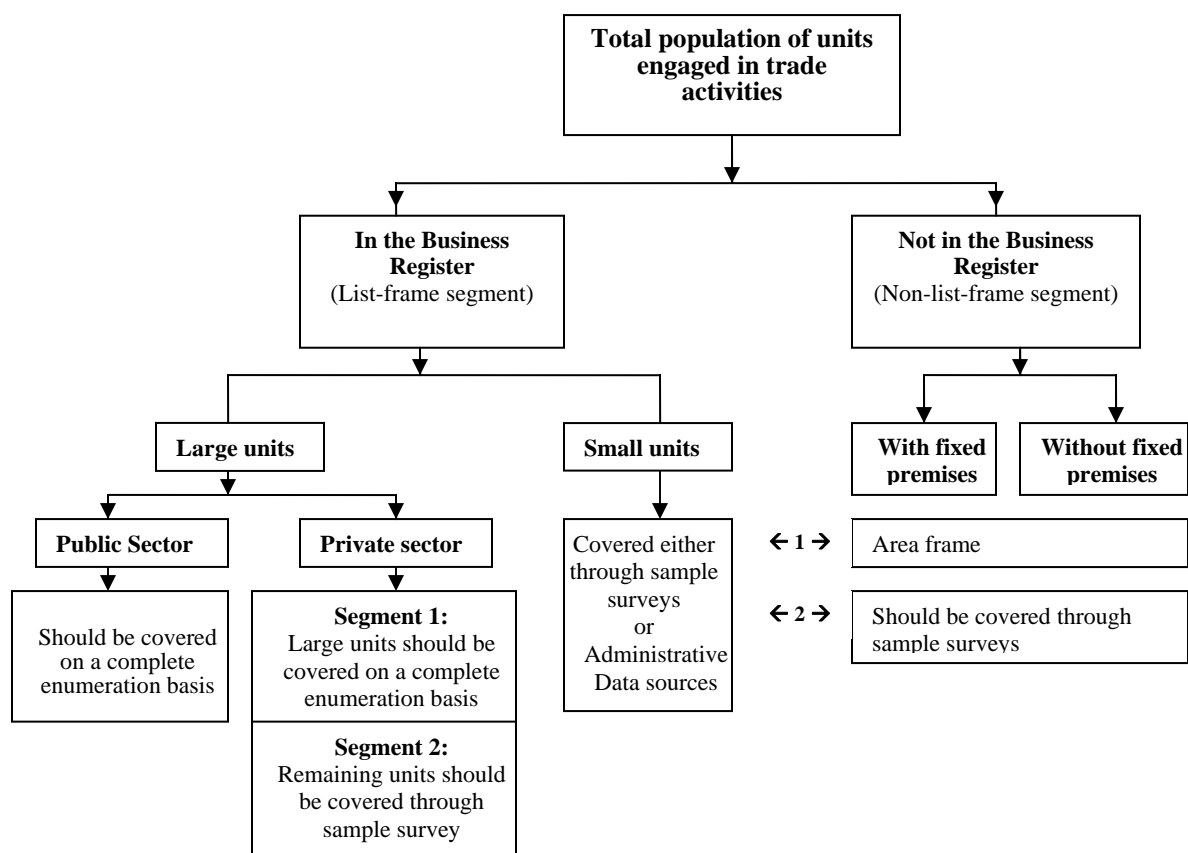 Total population of units
engaged in trade
activities
In the Business
Register
(List-frame segment)
Not in the Business
Register
(Non-list-frame segment)
Large units
Small units
With fixed
premises
Without fixed
premises
Public Sector
Private sector
Covered either
through sample
surveys
or
Administrative
Data sources
← 1 →
Area frame
← 2 →
Should be covered through
sample surveys
Should be covered
on a complete
enumeration basis
Segment 1:
Large units should be
covered on a complete
enumeration basis
Segment 2:
Remaining units should
be covered through
sample survey